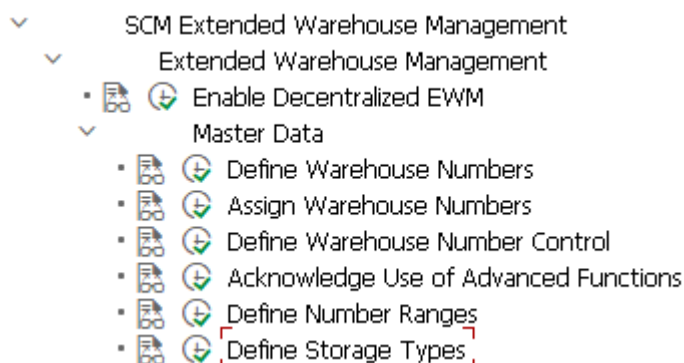 SCM Extended Warehouse Management
Extended Warehouse Management
Enable Decentralized EWM
Master Data
Define Warehouse Numbers
Assign Warehouse Numbers
Define Warehouse Number Control
Acknowledge Use of Advanced Functions
Define Number Ranges
Define Storage Types